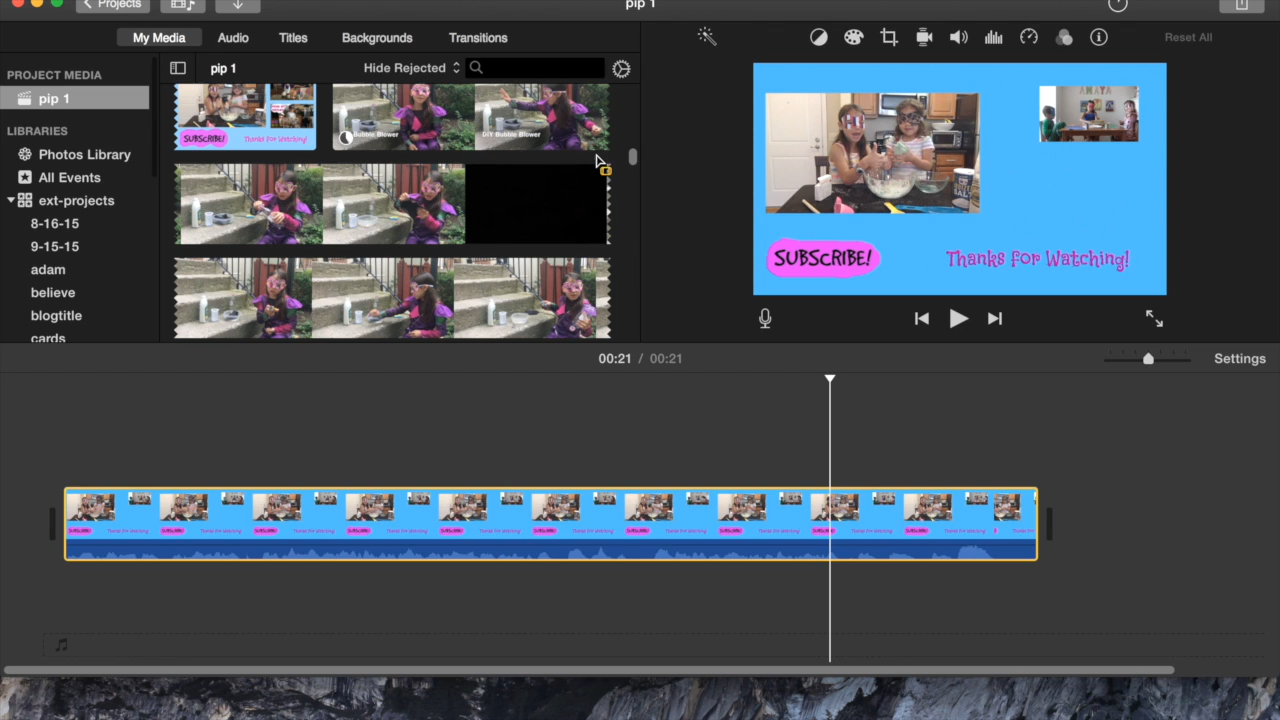 Projects
pip 1
My Media Audio Titles Backgrounds Transitions
Reset All
PROJECT MEDIA
pip 1
LIBRARIES
Photos Library
All Events
ext-projects
8-16-15
9-15-15
adam
believe
blogtitle
cards
pip 1 Hide Rejected
SUBSCRIBE! Thanks for Watching!
Bubble Blower
DIY Bubble Blower
AMAYA
SUBSCRIBE! Thanks for Watching!
00:21 / 00:21
Settings